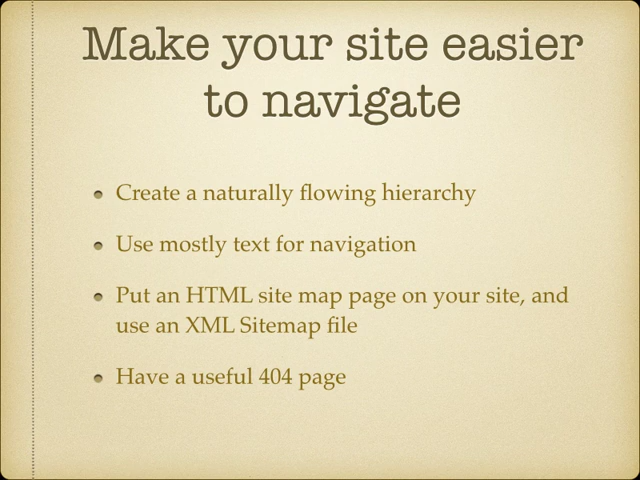 Make your site easier
to navigate
Create a naturally flowing hierarchy
Use mostly text for navigation
Put an HTML site map page on your site, and
use an XML Sitemap file
Have a useful 404 page